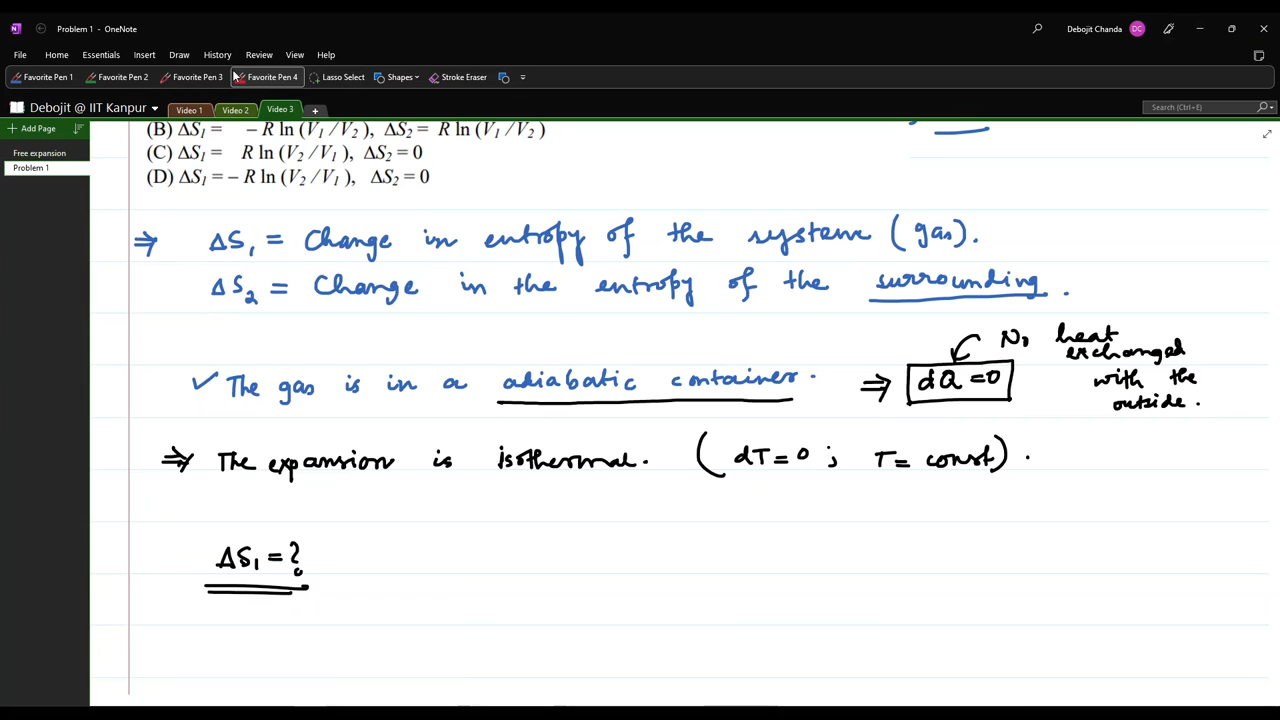 Problem 1 - OneNote
Debojit Chanda DC
File Home Essentials Insert Draw History Review View Help
Favorite Pen 1 Favorite Pen 2 Favorite Pen 3 Favorite Pen 4 Lasso Select Shapes Stroke Eraser
Debojit @ IIT Kanpur Video 1 Video 2 Video 3 + Search (Ctrl+E)
+ Add Page
Free expansion
Problem 1
(B) ΔS1 = − R ln (V1 /V2 ), ΔS2 = R ln (V1 /V2 )
(C) ΔS1 = R ln (V2 /V1 ), ΔS2 = 0
(D) ΔS1 = − R ln (V2 /V1 ), ΔS2 = 0
⇒ ΔS1 = Change in entropy of the system (gas).
ΔS2 = Change in the entropy of the surrounding.
✓ The gas is in a adiabatic container. ⇒ dQ = 0
No heat
exchanged
with the
outside.
⇒ The expansion is isothermal. (dT = 0 ; T = const).
ΔS1 = ?